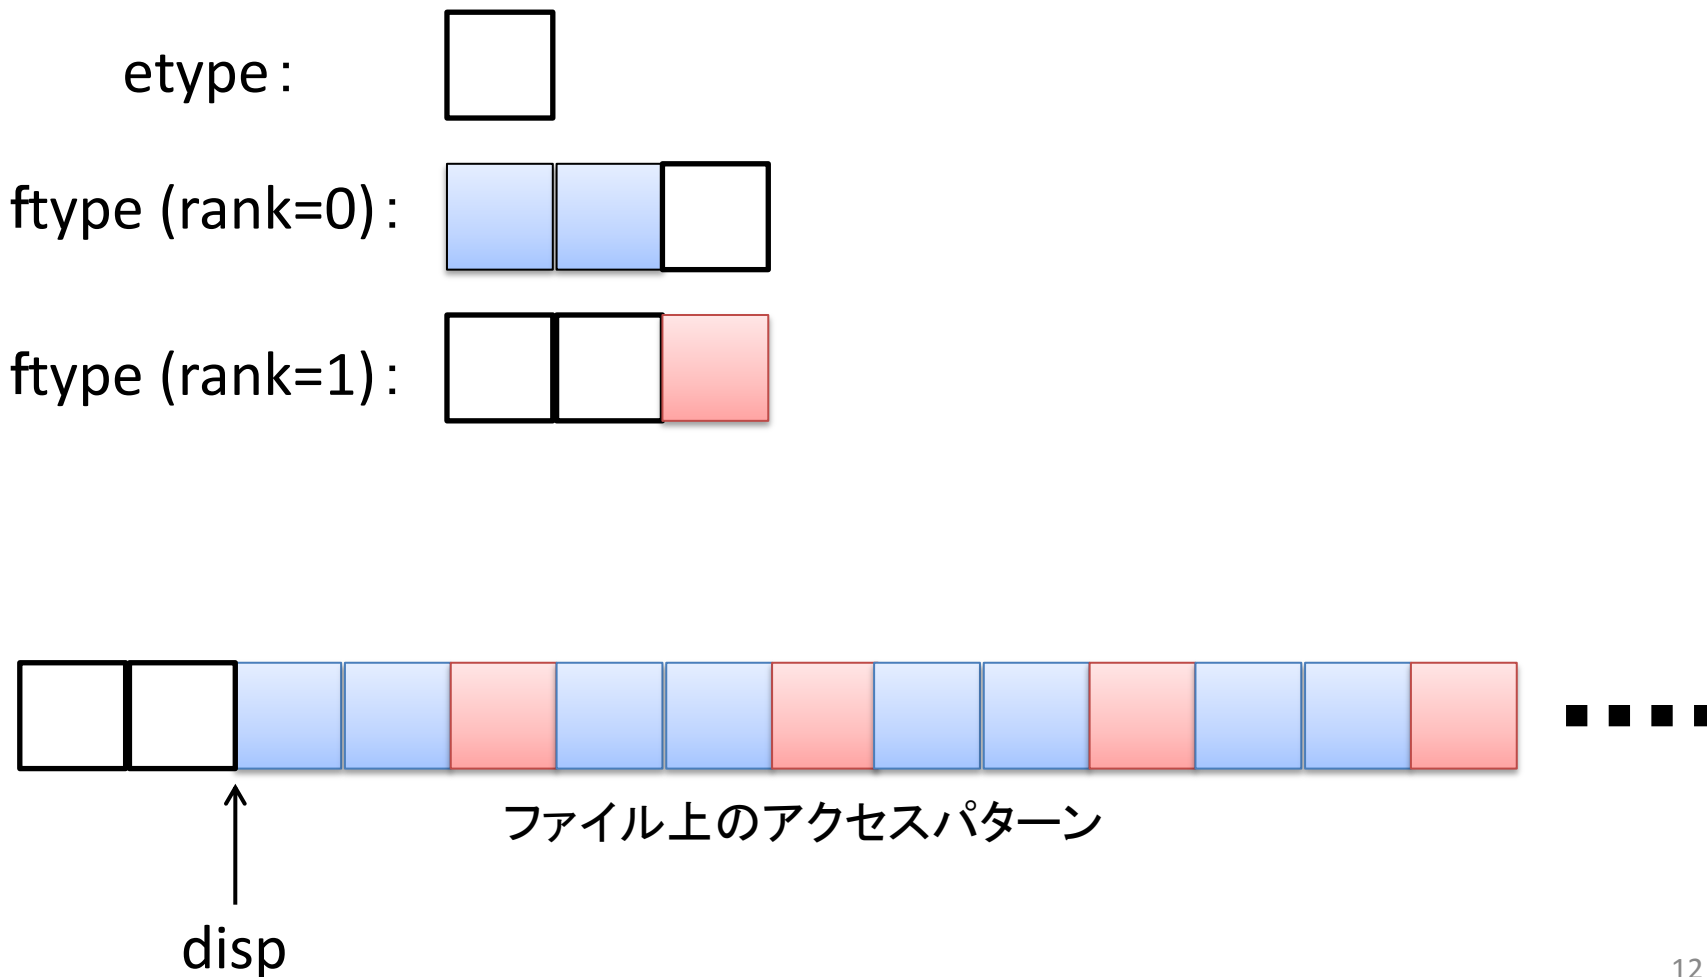 etype :
ftype (rank=0) :
ftype (rank=1) :
ファイル上のアクセスパターン
disp
12